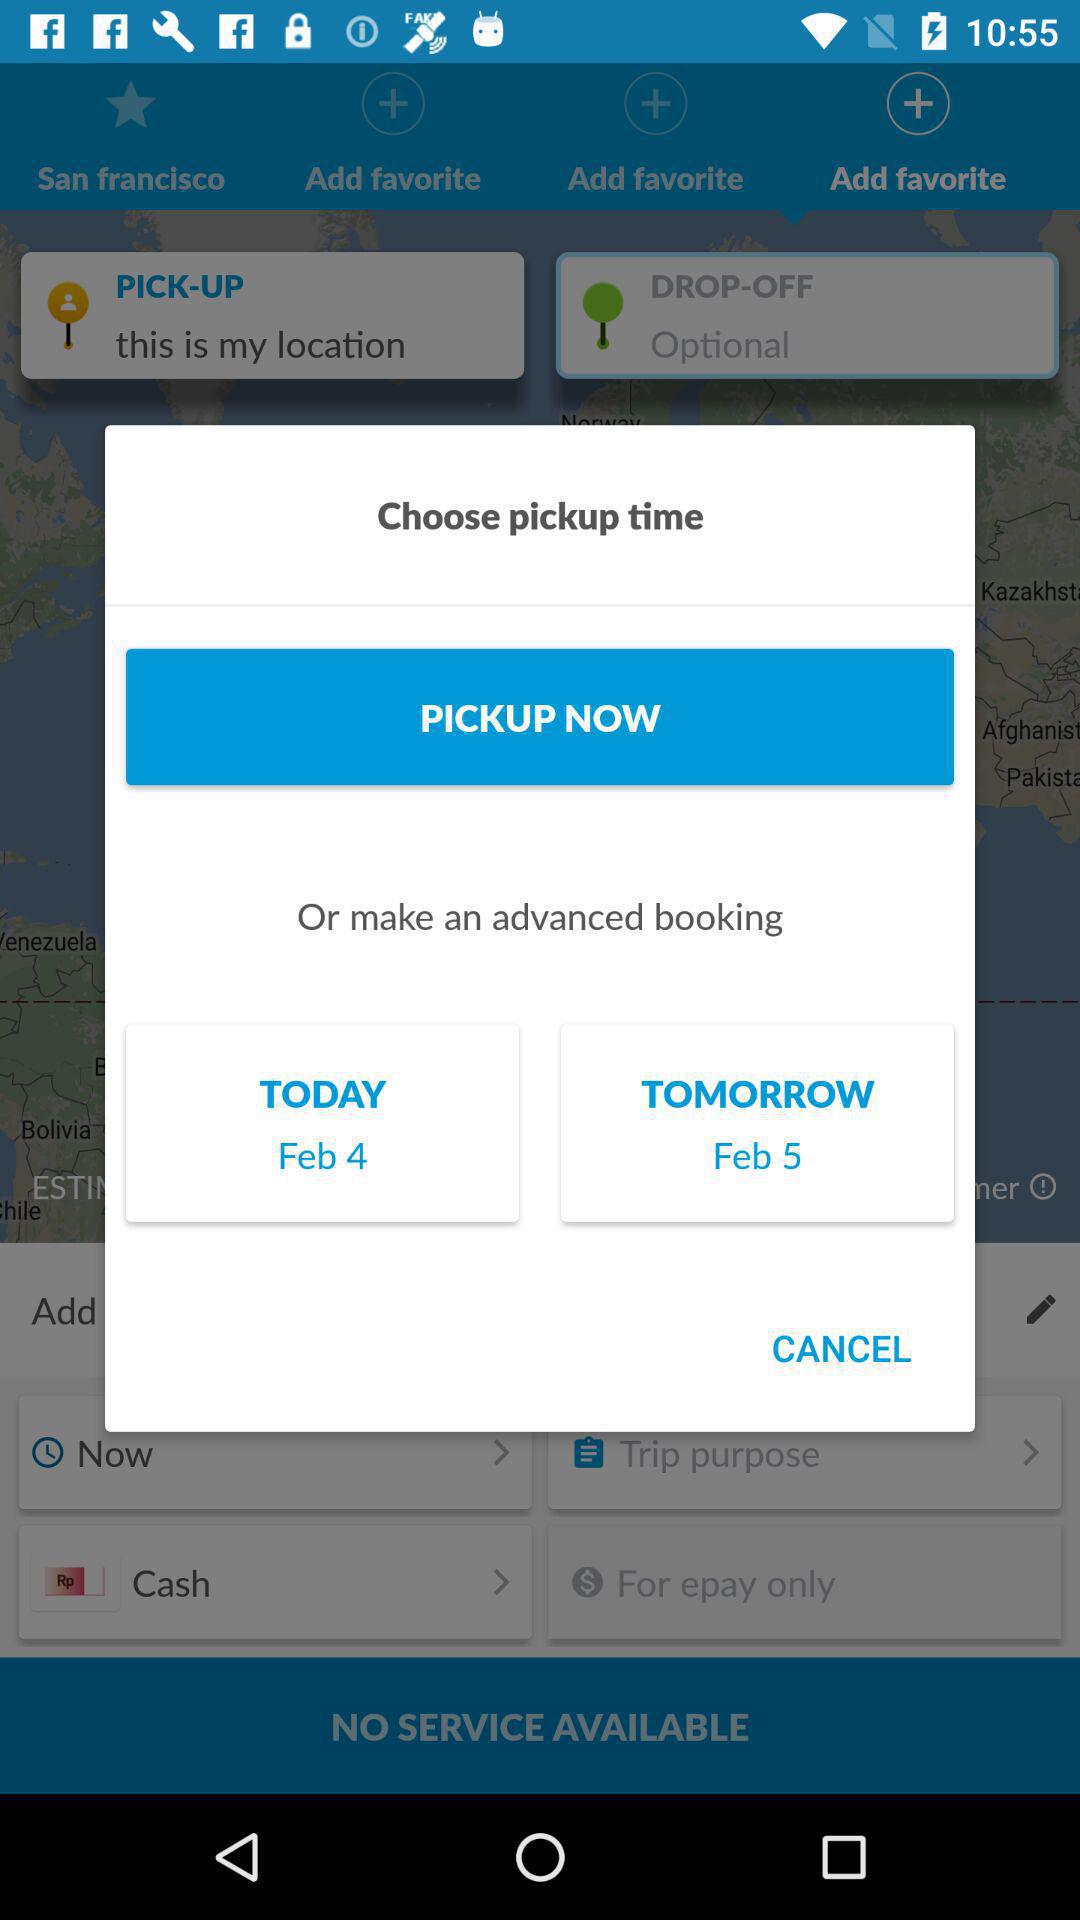 FAKE 10:55
San francisco Add favorite Add favorite Add favorite
PICK-UP DROP-OFF
this is my location Optional
Norway
Choose pickup time
Kazakhsta
PICKUP NOW
Afghanist
Pakista
Or make an advanced booking
Venezuela
TODAY TOMORROW
B
Bolivia
Feb 4 Feb 5
ESTIM mer
Chile
Add
CANCEL
Now Trip purpose
Rp Cash For epay only
NO SERVICE AVAILABLE